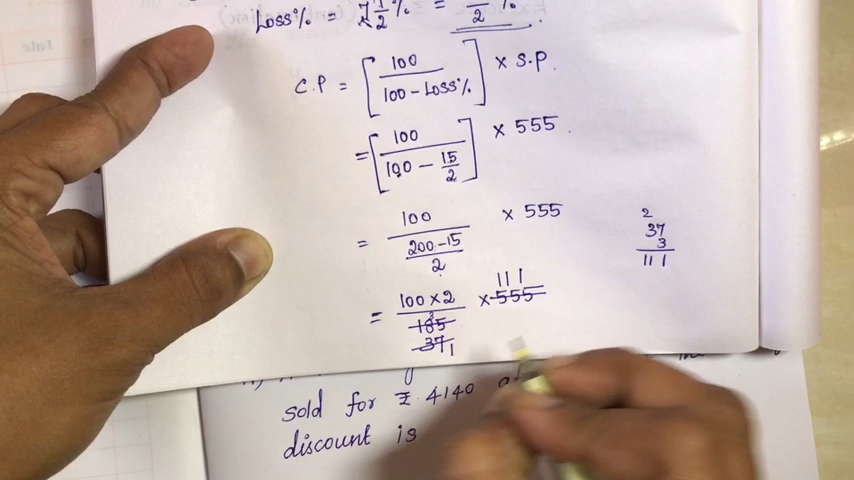 Loss% = 7 1/2 % = /2 %.
C.P = [100 / 100 - Loss%] × S.P.
= [100 / 100 - 15/2] × 555.
= 100 / (200-15 / 2) × 555
2
37
3
111
111
= 100×2 / 185 × 555
37 1
sold for ₹ 4140
discount is